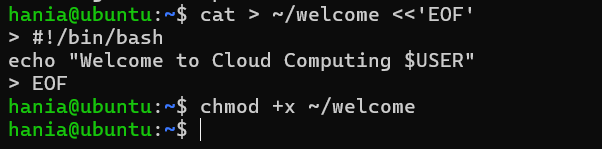 hania@ubuntu:~$ cat > ~/welcome <<'EOF'
> #!/bin/bash
echo "Welcome to Cloud Computing $USER"
> EOF
hania@ubuntu:~$ chmod +x ~/welcome
hania@ubuntu:~$